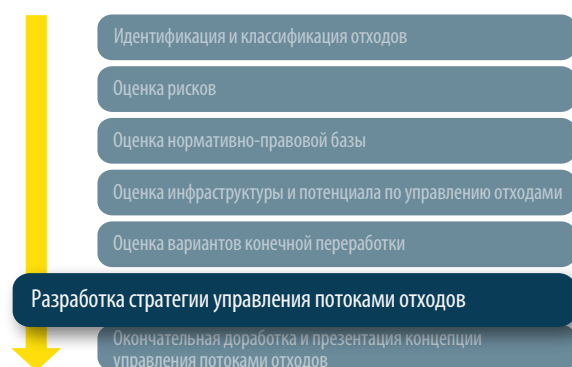 Идентификация и классификация отходов
Оценка рисков
Оценка нормативно-правовой базы
Оценка инфраструктуры и потенциала по управлению отходами
Оценка вариантов конечной переработки
Разработка стратегии управления потоками отходов
Окончательная доработка и презентация концепции
управления потоками отходов